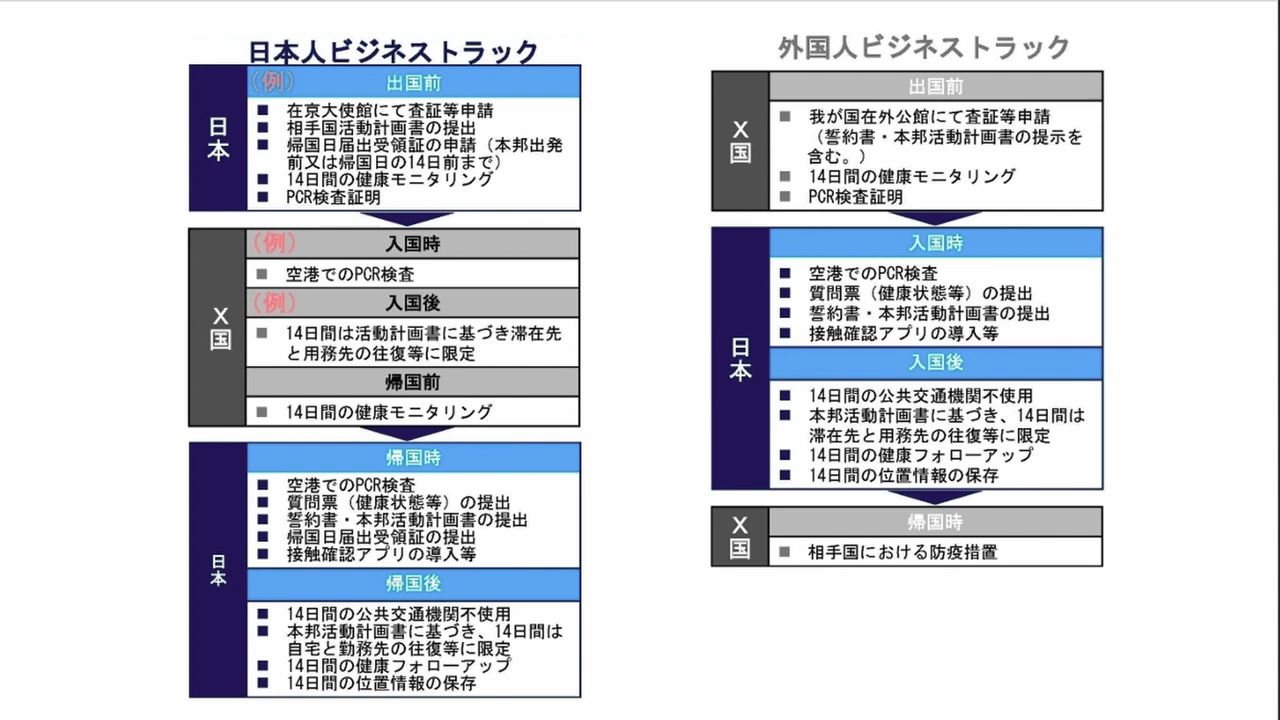 日本人ビジネストラック
日本
(例) 出国前
■ 在京大使館にて査証等申請
■ 相手国活動計画書の提出
■ 帰国日届出受領証の申請（本邦出発
前又は帰国日の14日前まで）
■ 14日間の健康モニタリング
■ PCR検査証明
X国
(例) 入国時
■ 空港でのPCR検査
(例) 入国後
■ 14日間は活動計画書に基づき滞在先
と用務先の往復等に限定
帰国前
■ 14日間の健康モニタリング
日本
帰国時
■ 空港でのPCR検査
■ 質問票（健康状態等）の提出
■ 誓約書・本邦活動計画書の提出
■ 帰国日届出受領証の提出
■ 接触確認アプリの導入等
帰国後
■ 14日間の公共交通機関不使用
■ 本邦活動計画書に基づき、14日間は
自宅と勤務先の往復等に限定
■ 14日間の健康フォローアップ
■ 14日間の位置情報の保存
外国人ビジネストラック
X国
出国前
■ 我が国在外公館にて査証等申請
（誓約書・本邦活動計画書の提示を
含む。）
■ 14日間の健康モニタリング
■ PCR検査証明
日本
入国時
■ 空港でのPCR検査
■ 質問票（健康状態等）の提出
■ 誓約書・本邦活動計画書の提出
■ 接触確認アプリの導入等
入国後
■ 14日間の公共交通機関不使用
■ 本邦活動計画書に基づき、14日間は
滞在先と用務先の往復等に限定
■ 14日間の健康フォローアップ
■ 14日間の位置情報の保存
X国
帰国時
■ 相手国における防疫措置